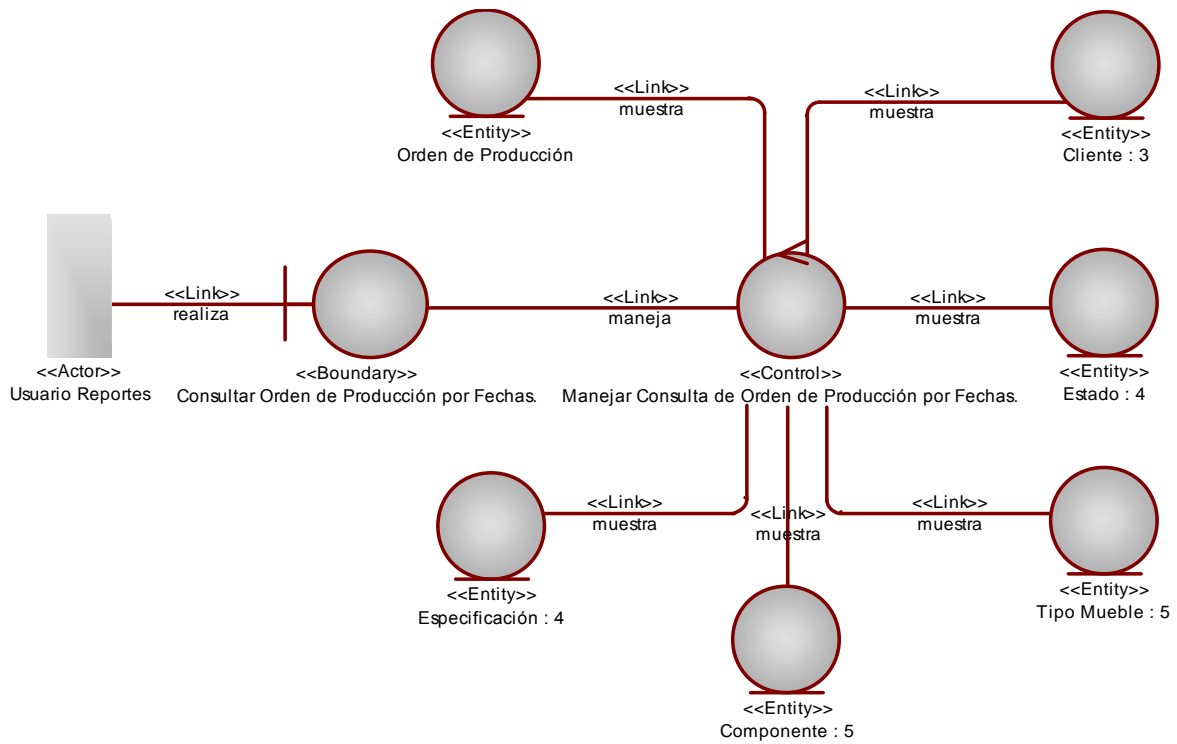 <<Link>>
muestra
<<Link>>
muestra
<<Entity>>
Orden de Producción
<<Entity>>
Cliente : 3
<<Link>>
realiza
<<Link>>
maneja
<<Link>>
muestra
<<Actor>>
Usuario Reportes
<<Boundary>>
Consultar Orden de Producción por Fechas.
<<Control>>
Manejar Consulta de Orden de Producción por Fechas.
<<Entity>>
Estado : 4
<<Link>>
muestra
<<Link>>
muestra
<<Link>>
muestra
<<Entity>>
Especificación : 4
<<Entity>>
Tipo Mueble : 5
<<Entity>>
Componente : 5